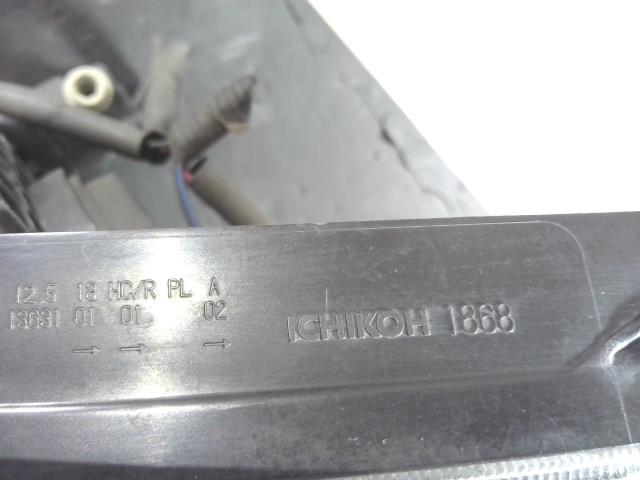 12.5 18 HC/R PL A
13631 01 01 02
→ → →
ICHIKOH 1868